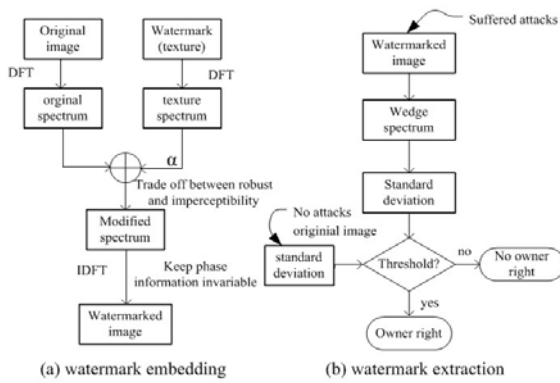 Original
image
Watermark
(texture)
DFT
DFT
orginal
spectrum
texture
spectrum
α
Trade off between robust
and imperceptibility
Modified
spectrum
IDFT
Keep phase
information invariable
Watermarked
image
(a) watermark embedding
Suffered attacks
Watermarked
image
Wedge
spectrum
Standard
deviation
No attacks
originial image
standard
deviation
Threshold?
no
No owner
right
yes
Owner right
(b) watermark extraction